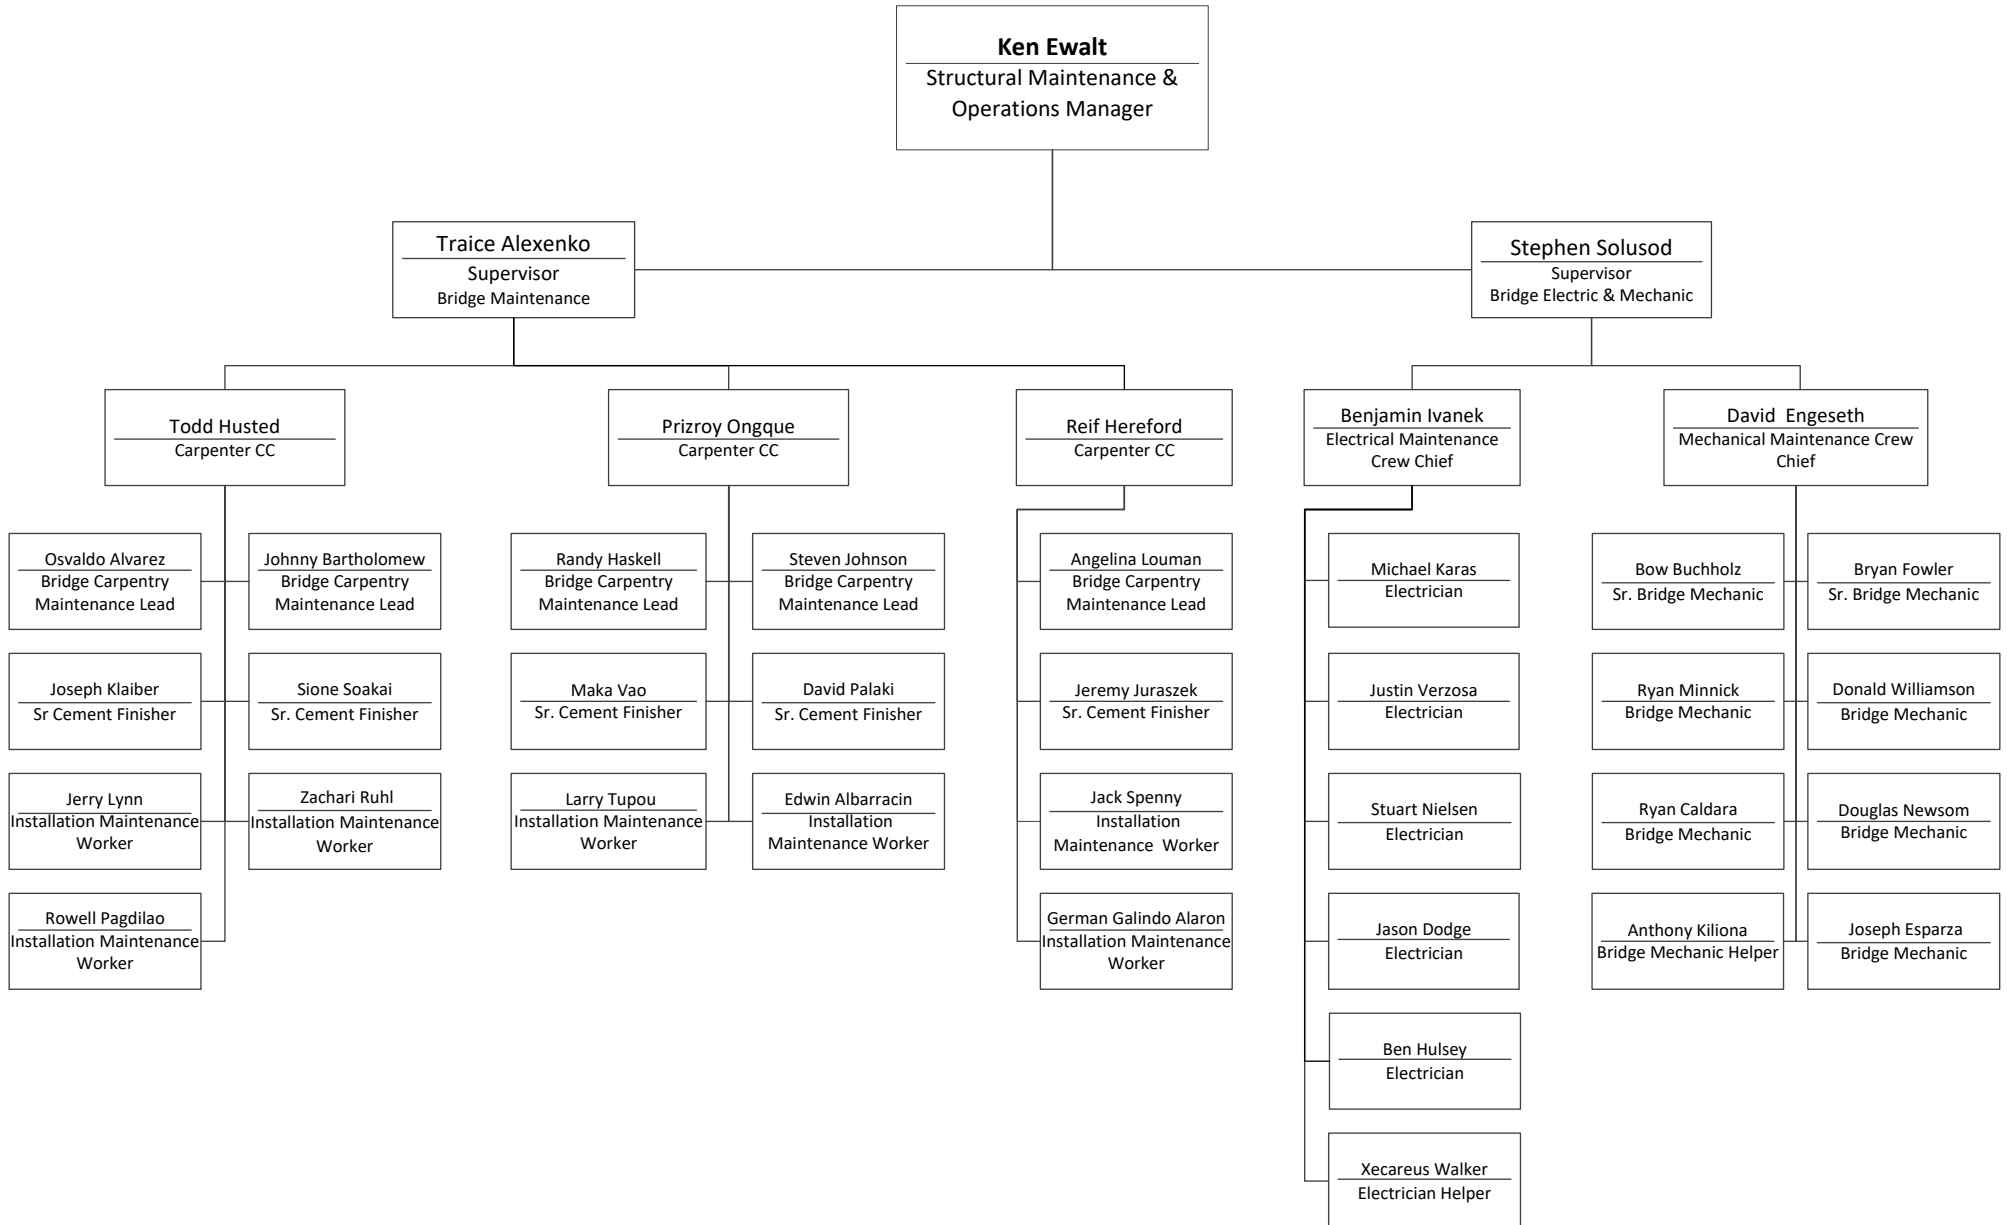 Ken Ewalt
Structural Maintenance &
Operations Manager
Traice Alexenko
Supervisor
Bridge Maintenance
Stephen Solusod
Supervisor
Bridge Electric & Mechanic
Todd Husted
Carpenter CC
Prizroy Ongque
Carpenter CC
Reif Hereford
Carpenter CC
Benjamin Ivanek
Electrical Maintenance
Crew Chief
David  Engeseth
Mechanical Maintenance Crew
Chief
Osvaldo Alvarez
Bridge Carpentry
Maintenance Lead
Johnny Bartholomew
Bridge Carpentry
Maintenance Lead
Randy Haskell
Bridge Carpentry
Maintenance Lead
Steven Johnson
Bridge Carpentry
Maintenance Lead
Angelina Louman
Bridge Carpentry
Maintenance Lead
Michael Karas
Electrician
Bow Buchholz
Sr. Bridge Mechanic
Bryan Fowler
Sr. Bridge Mechanic
Joseph Klaiber
Sr Cement Finisher
Sione Soakai
Sr. Cement Finisher
Maka Vao
Sr. Cement Finisher
David Palaki
Sr. Cement Finisher
Jeremy Juraszek
Sr. Cement Finisher
Justin Verzosa
Electrician
Ryan Minnick
Bridge Mechanic
Donald Williamson
Bridge Mechanic
Jerry Lynn
Installation Maintenance
Worker
Zachari Ruhl
Installation Maintenance
Worker
Larry Tupou
Installation Maintenance
Worker
Edwin Albarracin
Installation
Maintenance Worker
Jack Spenny
Installation
Maintenance  Worker
Stuart Nielsen
Electrician
Ryan Caldara
Bridge Mechanic
Douglas Newsom
Bridge Mechanic
Rowell Pagdilao
Installation Maintenance
Worker
German Galindo Alaron
Installation Maintenance
Worker
Jason Dodge
Electrician
Anthony Kiliona
Bridge Mechanic Helper
Joseph Esparza
Bridge Mechanic
Ben Hulsey
Electrician
Xecareus Walker
Electrician Helper